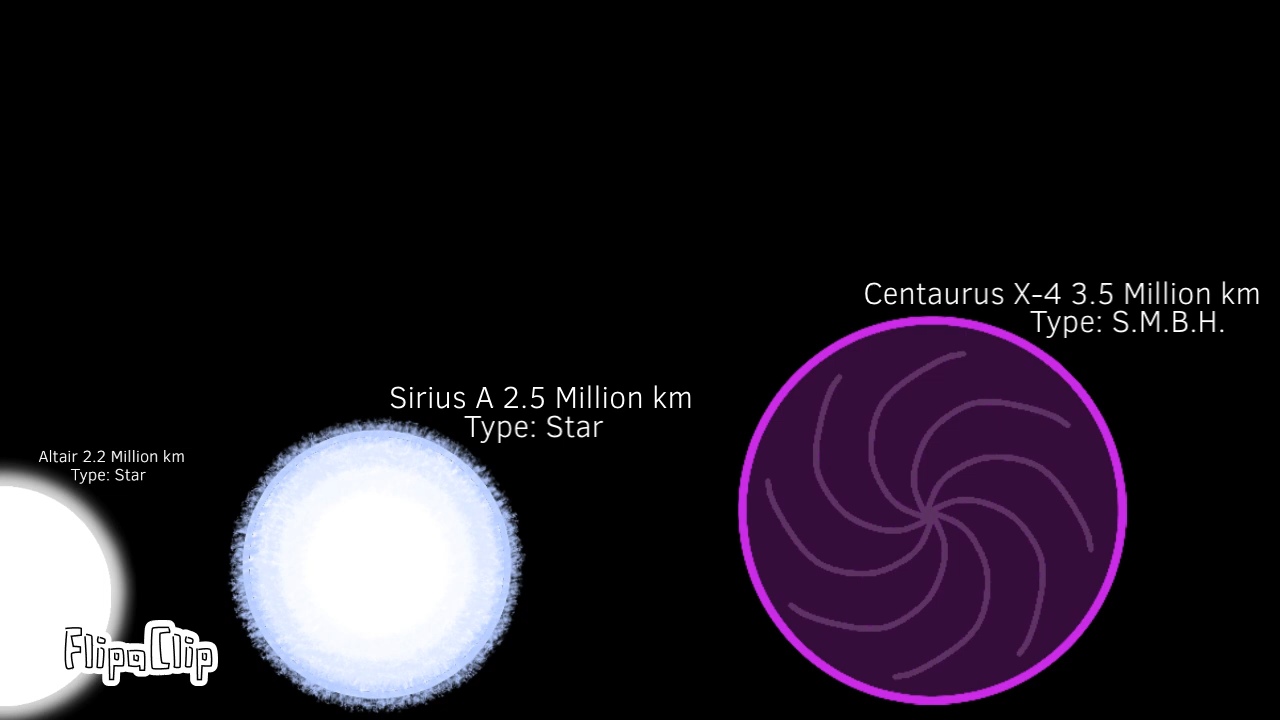 Centaurus X-4 3.5 Million km
Type: S.M.B.H.
Sirius A 2.5 Million km
Type: Star
Altair 2.2 Million km
Type: Star
FlipaClip